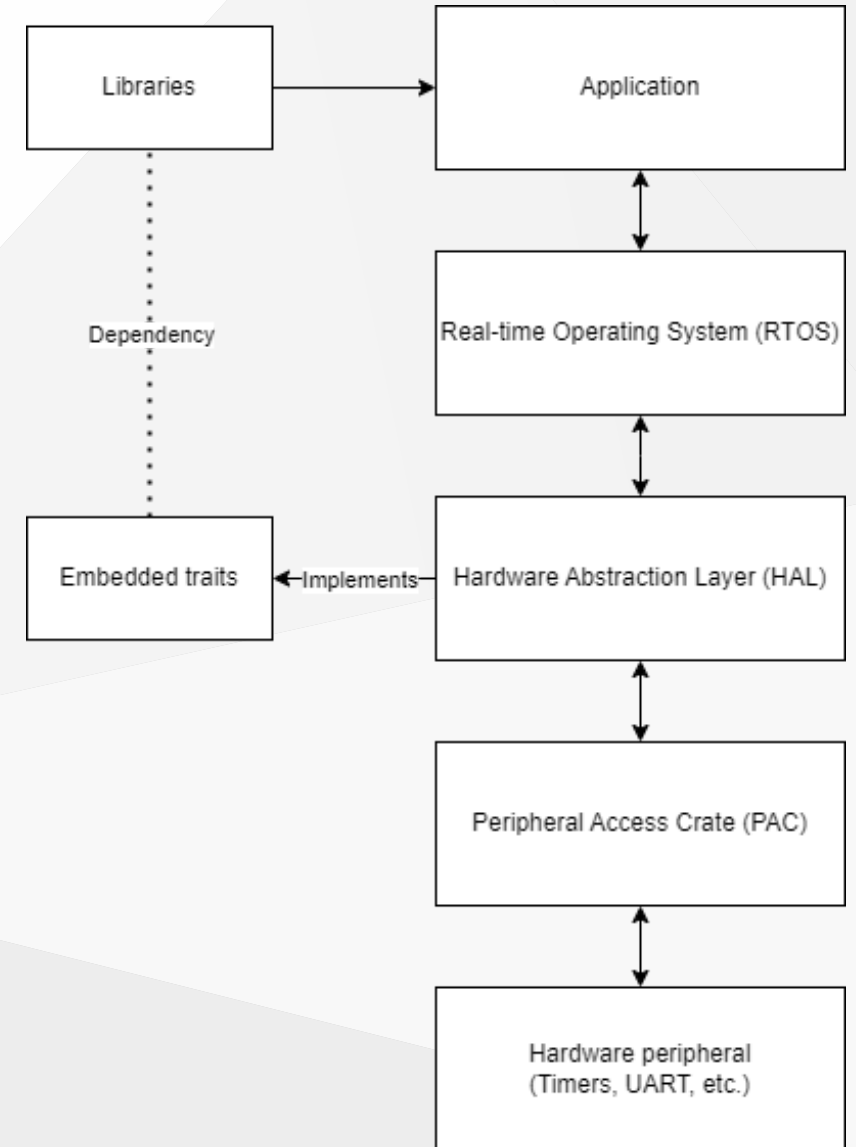 Libraries
Application
Dependency
Real-time Operating System (RTOS)
Embedded traits
Implements
Hardware Abstraction Layer (HAL)
Peripheral Access Crate (PAC)
Hardware peripheral
(Timers, UART, etc.)